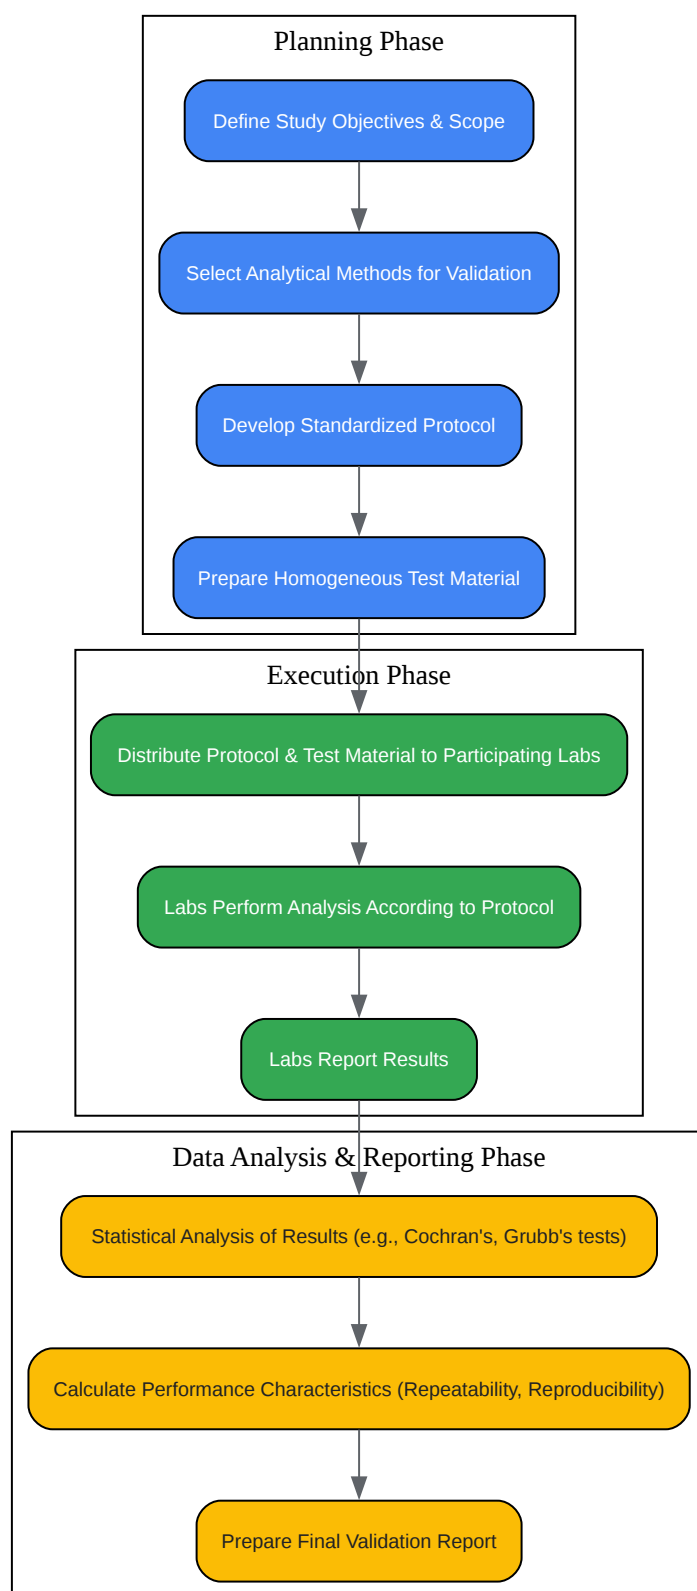 Planning Phase
Define Study Objectives & Scope
Select Analytical Methods for Validation
Develop Standardized Protocol
Prepare Homogeneous Test Material
Execution Phase
Distribute Protocol & Test Material to Participating Labs
Labs Perform Analysis According to Protocol
Labs Report Results
Data Analysis & Reporting Phase
Statistical Analysis of Results (e.g., Cochran's, Grubb's tests)
Calculate Performance Characteristics (Repeatability, Reproducibility)
Prepare Final Validation Report